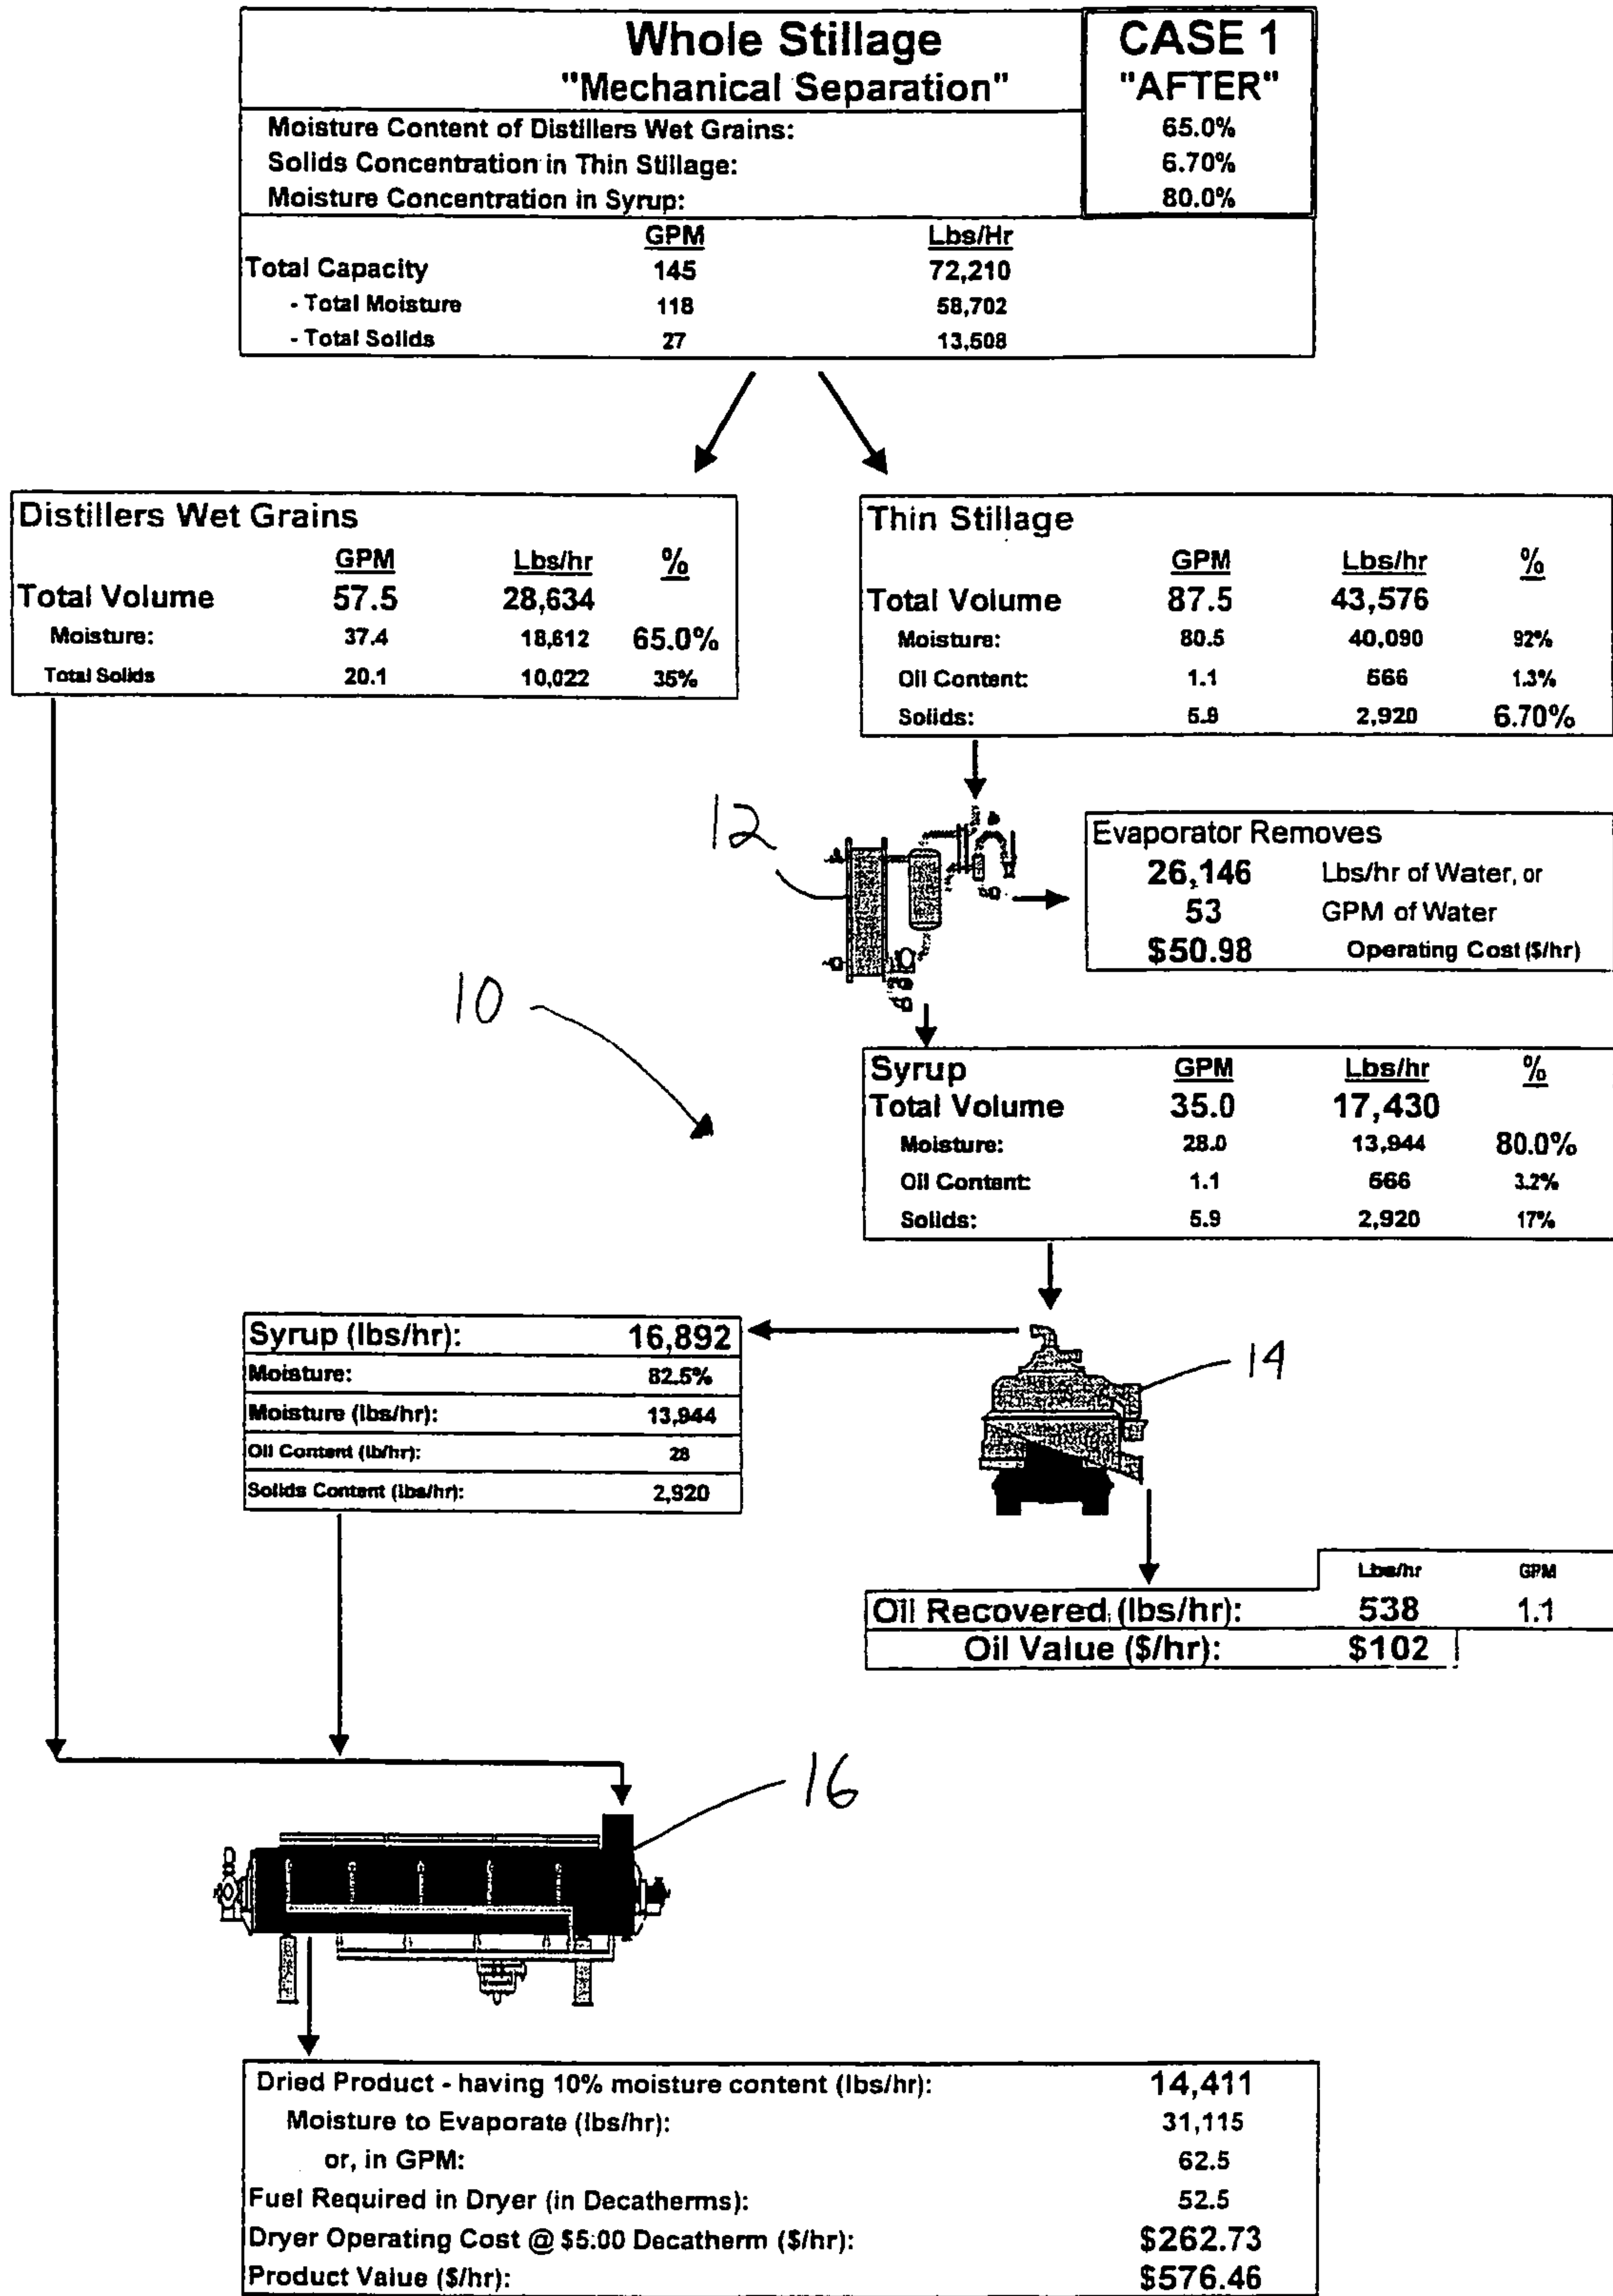 Whole Stillage
"Mechanical Separation"
CASE 1
"AFTER"
Moisture Content of Distillers Wet Grains: 65.0%
Solids Concentration in Thin Stillage: 6.70%
Moisture Concentration in Syrup: 80.0%
GPM Lbs/Hr
Total Capacity 145 72,210
- Total Moisture 118 58,702
- Total Solids 27 13,508
Distillers Wet Grains
GPM Lbs/hr %
Total Volume 57.5 28,634
Moisture: 37.4 18,612 65.0%
Total Solids 20.1 10,022 35%
Thin Stillage
GPM Lbs/hr %
Total Volume 87.5 43,576
Moisture: 80.5 40,090 92%
Oil Content: 1.1 566 1.3%
Solids: 5.9 2,920 6.70%
12
Evaporator Removes
26,146 Lbs/hr of Water, or
53 GPM of Water
$50.98 Operating Cost ($/hr)
10
Syrup GPM Lbs/hr %
Total Volume 35.0 17,430
Moisture: 28.0 13,944 80.0%
Oil Content: 1.1 566 3.2%
Solids: 5.9 2,920 17%
Syrup (lbs/hr): 16,892
Moisture: 82.5%
Moisture (lbs/hr): 13,944
Oil Content (lb/hr): 28
Solids Content (lbs/hr): 2,920
14
Lbs/hr GPM
Oil Recovered (lbs/hr): 538 1.1
Oil Value ($/hr): $102
16
Dried Product - having 10% moisture content (lbs/hr): 14,411
Moisture to Evaporate (lbs/hr): 31,115
or, in GPM: 62.5
Fuel Required in Dryer (in Decatherms): 52.5
Dryer Operating Cost @ $5:00 Decatherm ($/hr): $262.73
Product Value ($/hr): $576.46